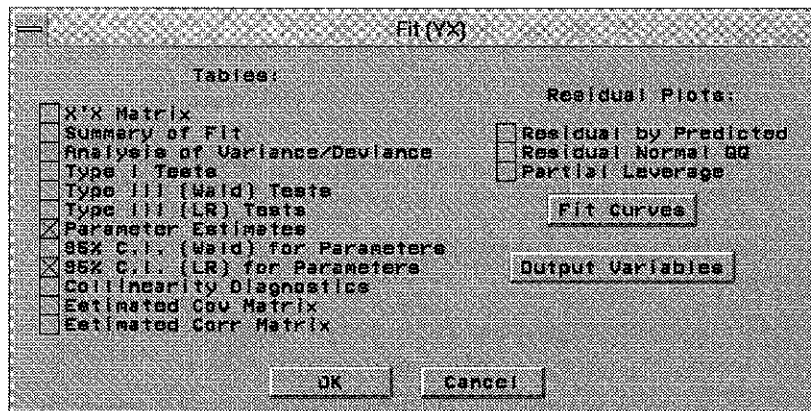 Fit (YX)
Tables:
X'X Matrix
Summary of Fit
Analysis of Variance/Deviance
Type I Tests
Type III (Wald) Tests
Type III (LR) Tests
Parameter Estimates
95% C.I. (Wald) for Parameters
95% C.I. (LR) for Parameters
Collinearity Diagnostics
Estimated Cov Matrix
Estimated Corr Matrix
Residual Plots:
Residual by Predicted
Residual Normal QQ
Partial Leverage
Fit Curves
Output Variables
OK
Cancel